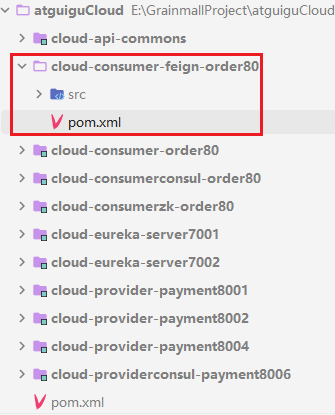 atguiguCloud E:\GrainmallProject\atguiguCloud
cloud-api-commons
cloud-consumer-feign-order80
src
pom.xml
cloud-consumer-order80
cloud-consumerconsul-order80
cloud-consumerzk-order80
cloud-eureka-server7001
cloud-eureka-server7002
cloud-provider-payment8001
cloud-provider-payment8002
cloud-provider-payment8004
cloud-providerconsul-payment8006
pom.xml